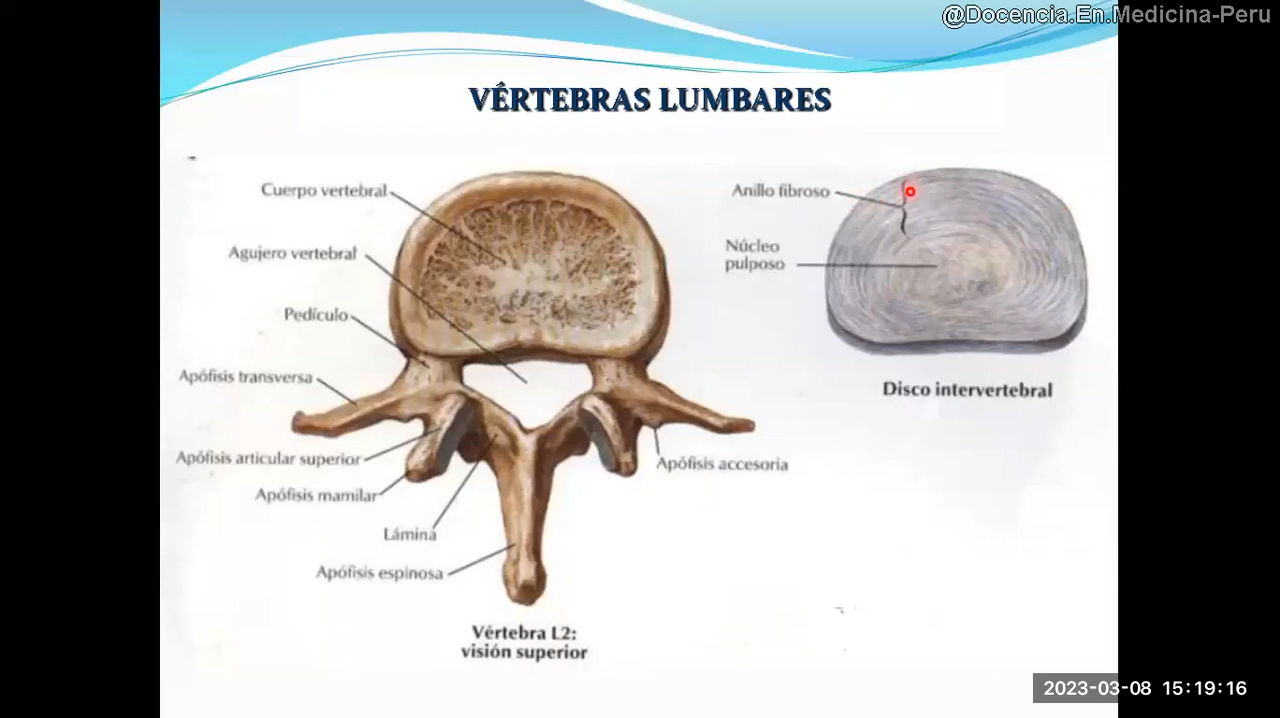 @Docencia.En.Medicina-Peru
VÉRTEBRAS LUMBARES
Cuerpo vertebral
Agujero vertebral
Pedículo
Apófisis transversa
Apófisis articular superior
Apófisis mamilar
Lámina
Apófisis espinosa
Apófisis accesoria
Vértebra L2:
visión superior
Anillo fibroso
Núcleo
pulposo
Disco intervertebral
2023-03-08 15:19:16